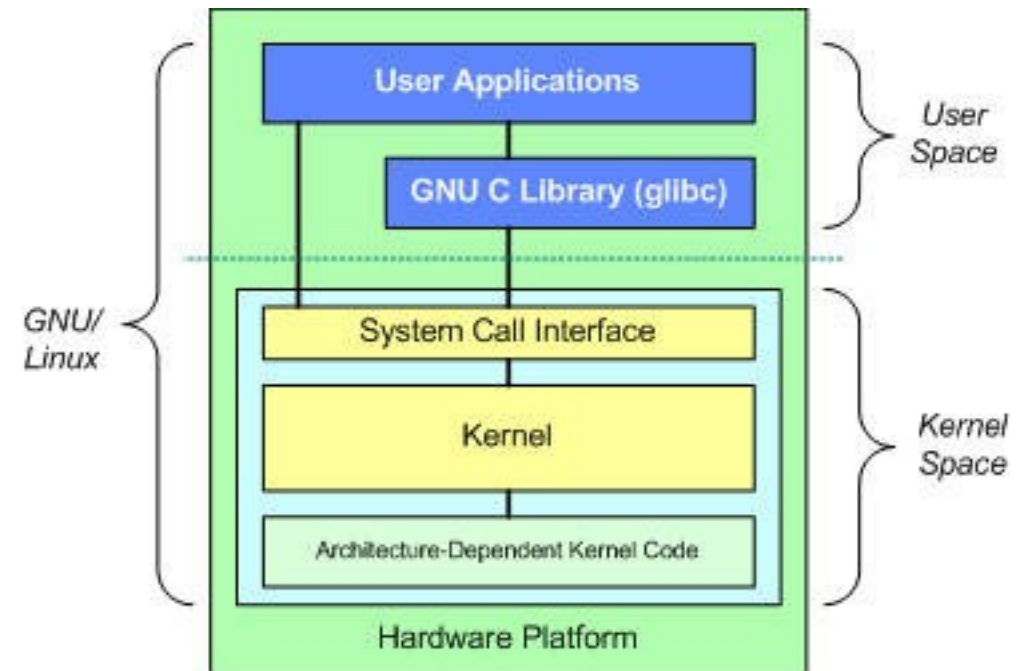 User Applications
User
Space
GNU C Library (glibc)
GNU/
Linux
System Call Interface
Kernel
Kernel
Space
Architecture-Dependent Kernel Code
Hardware Platform